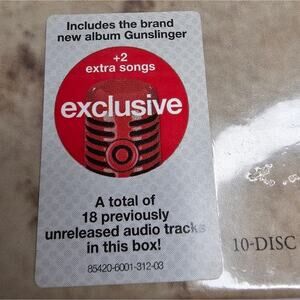 Includes the brand
new album Gunslinger
+2
extra songs
exclusive
A total of
18 previously
unreleased audio tracks
in this box!
85420-6001-312-03
10-DISC